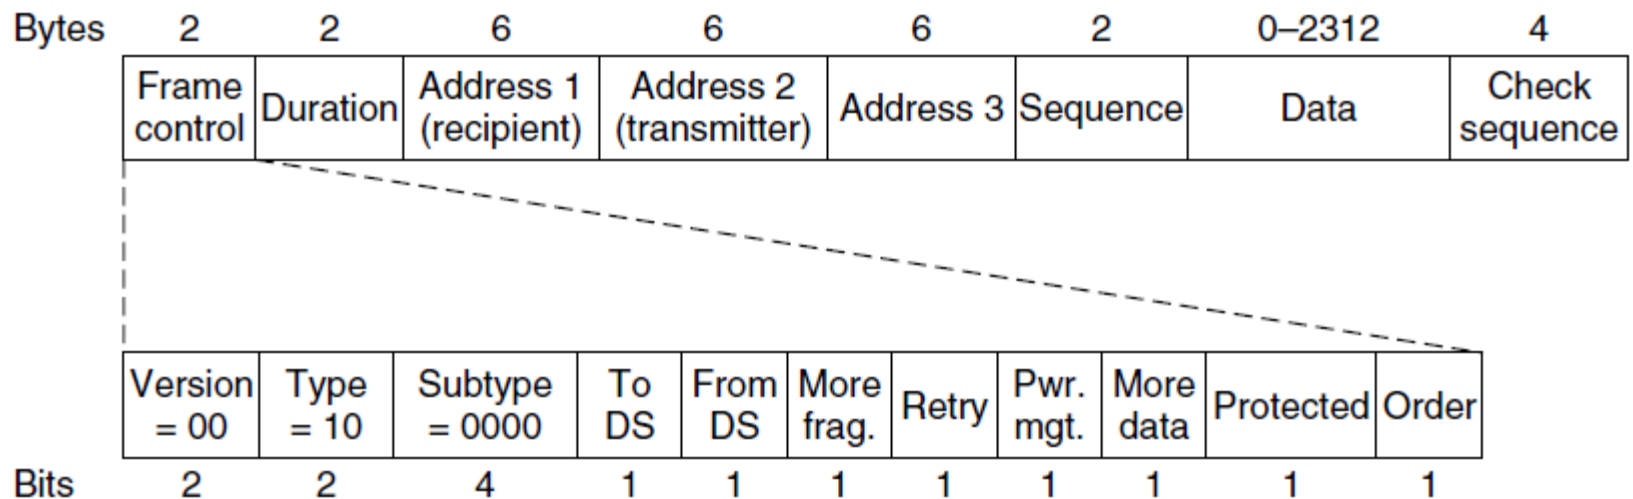 Bytes 2 2 6 6 6 2 0–2312 4
Frame control Duration Address 1 (recipient) Address 2 (transmitter) Address 3 Sequence Data Check sequence
Version = 00 Type = 10 Subtype = 0000 To DS From DS More frag. Retry Pwr. mgt. More data Protected Order
Bits 2 2 4 1 1 1 1 1 1 1 1